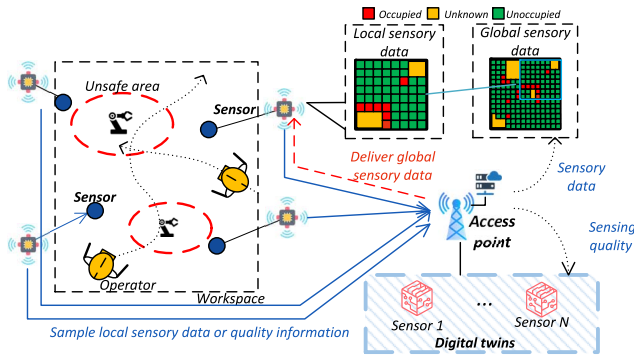 Occupied Unknown Unoccupied
Local sensory
data
Global sensory
data
Unsafe area
Sensor
Deliver global
sensory data
Sensory
data
Sensor
Access
point
Sensing
quality
Operator
Workspace
Sample local sensory data or quality information
Sensor 1
...
Sensor N
Digital twins